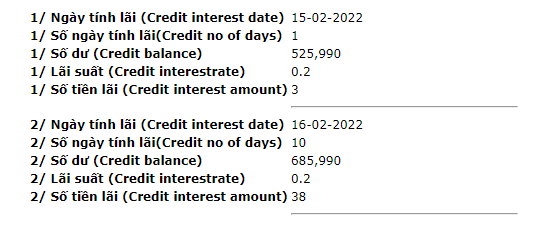 1/ Ngày tính lãi (Credit interest date) 15-02-2022
1/ Số ngày tính lãi(Credit no of days) 1
1/ Số dư (Credit balance) 525,990
1/ Lãi suất (Credit interestrate) 0.2
1/ Số tiền lãi (Credit interest amount) 3
2/ Ngày tính lãi (Credit interest date) 16-02-2022
2/ Số ngày tính lãi(Credit no of days) 10
2/ Số dư (Credit balance) 685,990
2/ Lãi suất (Credit interestrate) 0.2
2/ Số tiền lãi (Credit interest amount) 38